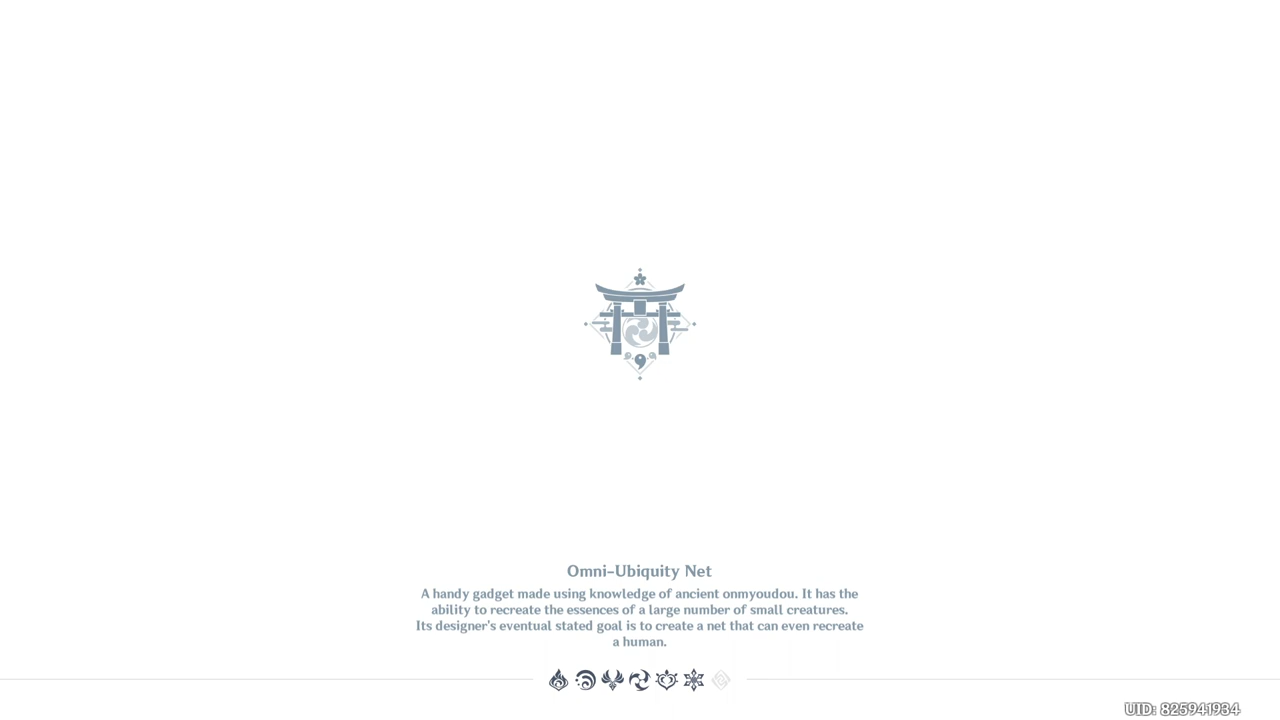 Omni-Ubiquity Net
A handy gadget made using knowledge of ancient onmyoudou. It has the
ability to recreate the essences of a large number of small creatures.
Its designer's eventual stated goal is to create a net that can even recreate
a human.
UID: 825941934